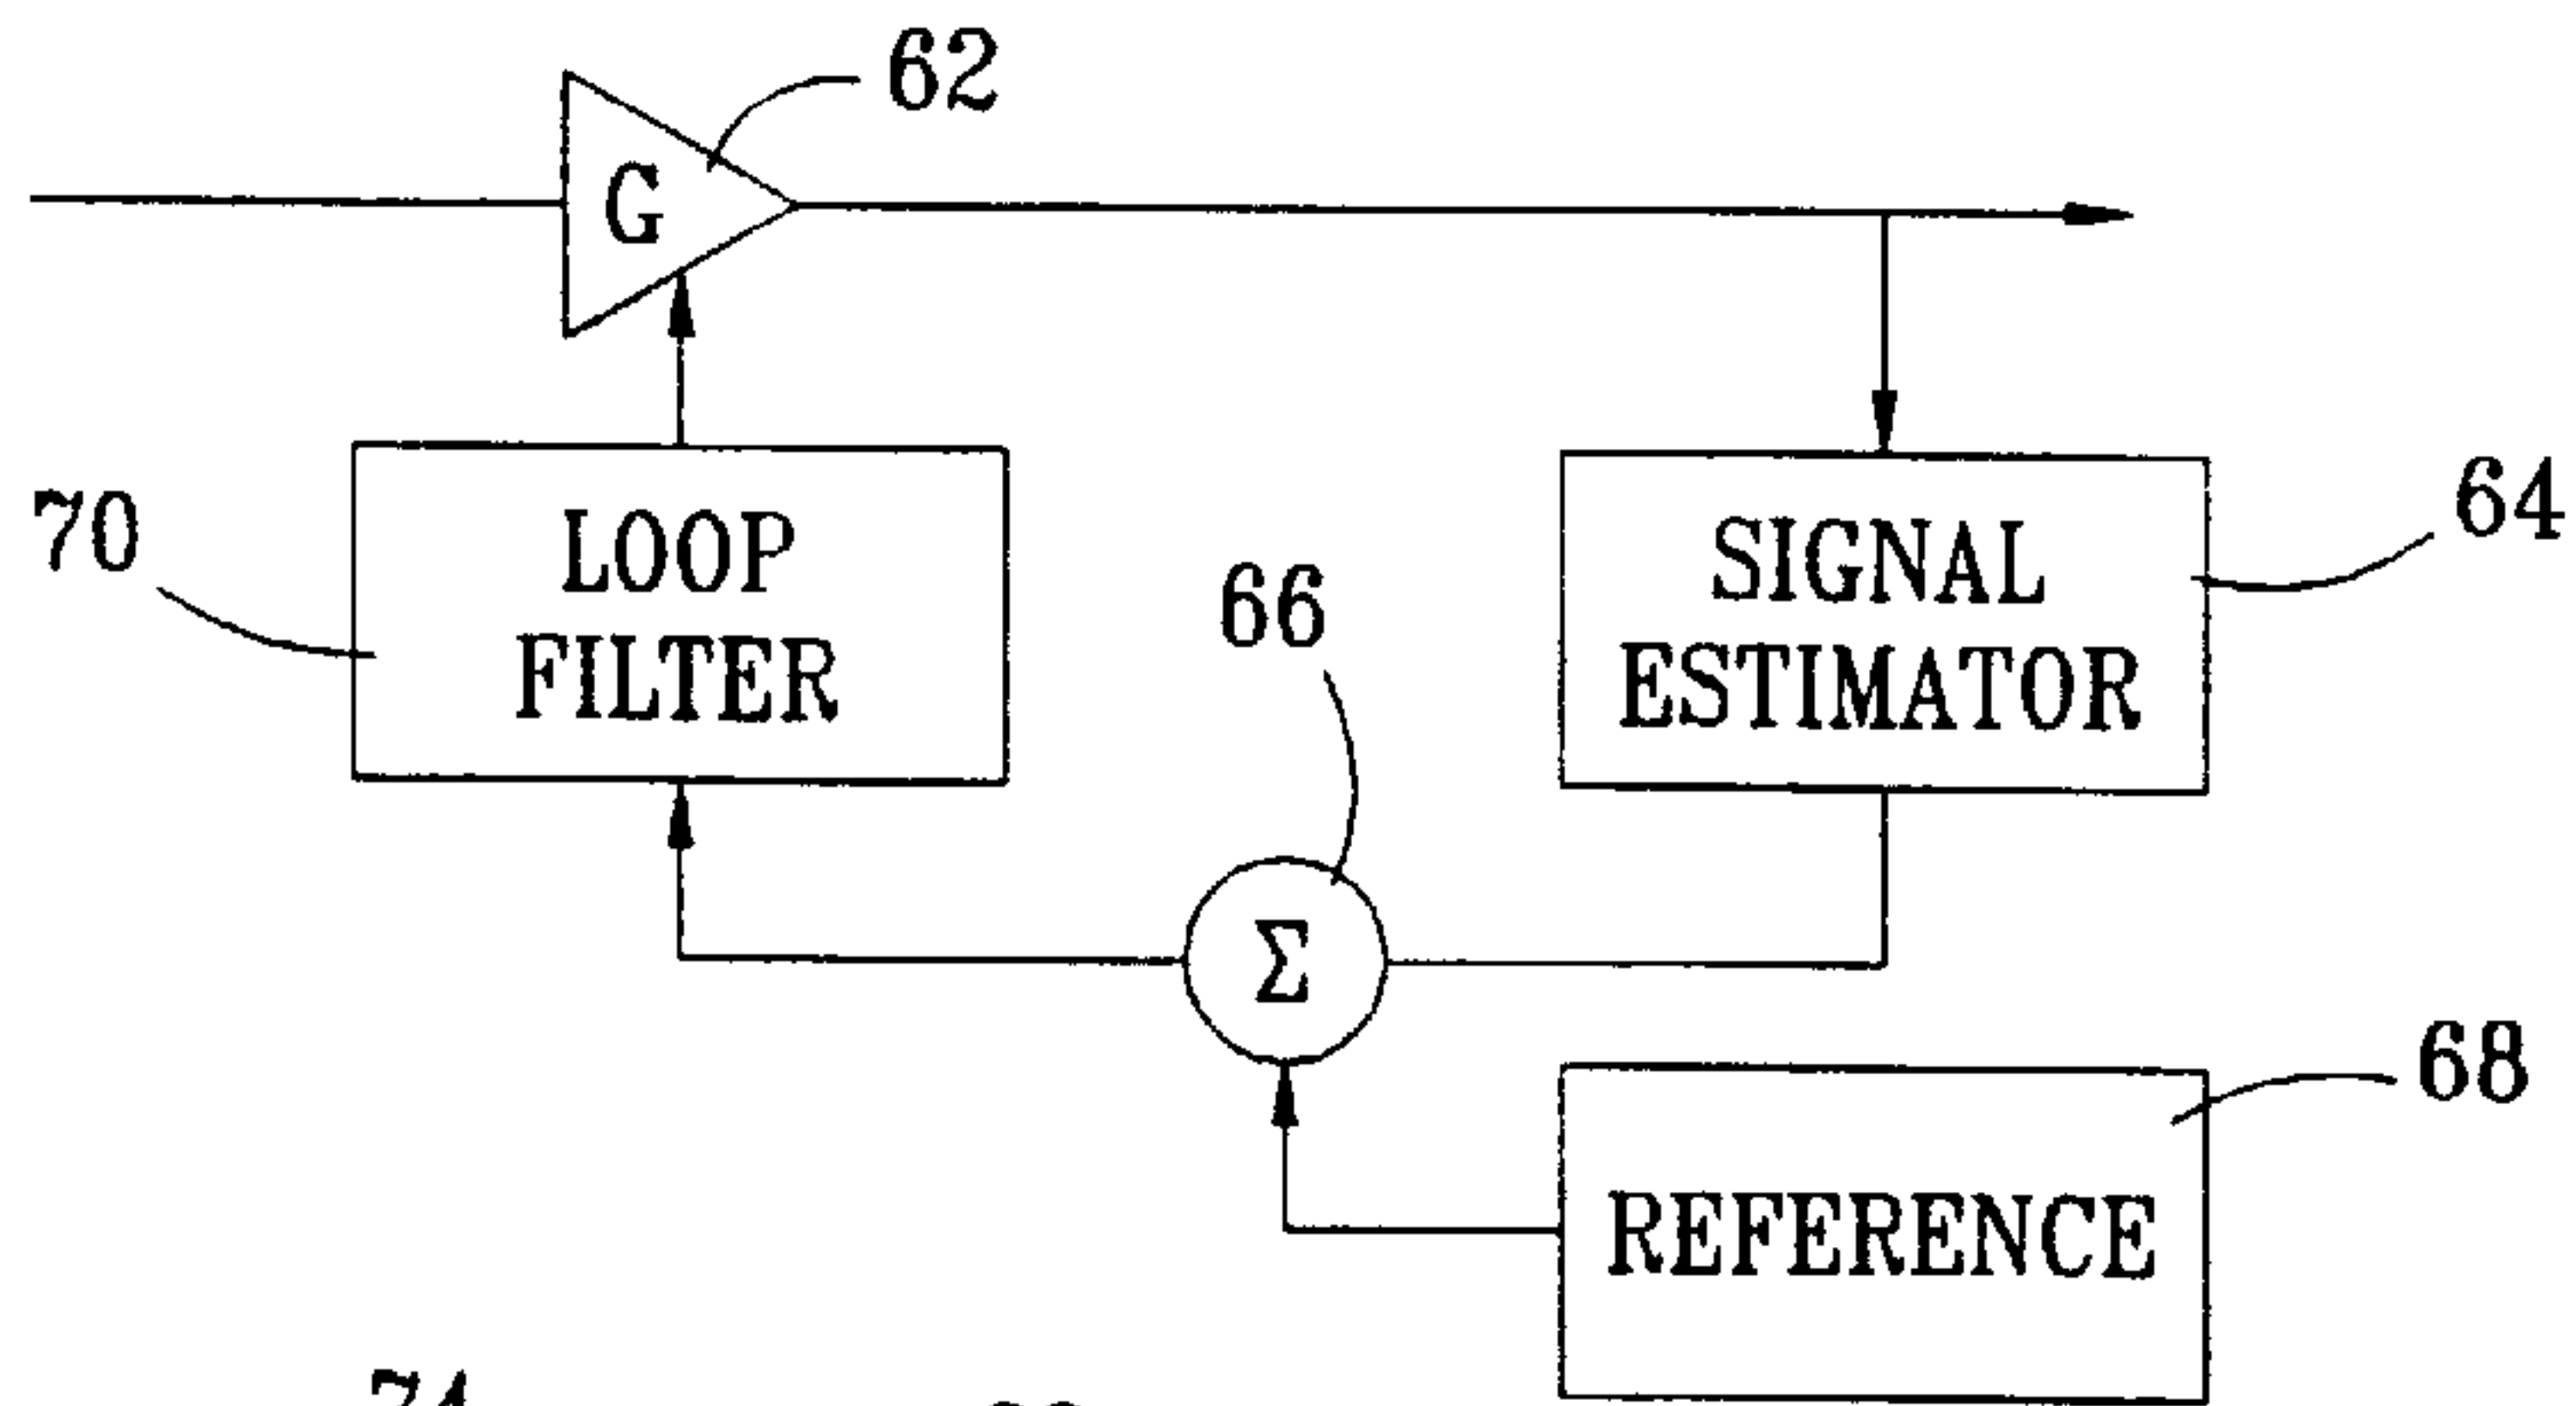 62
G
70
LOOP
FILTER
66
SIGNAL
ESTIMATOR
64
Σ
68
REFERENCE